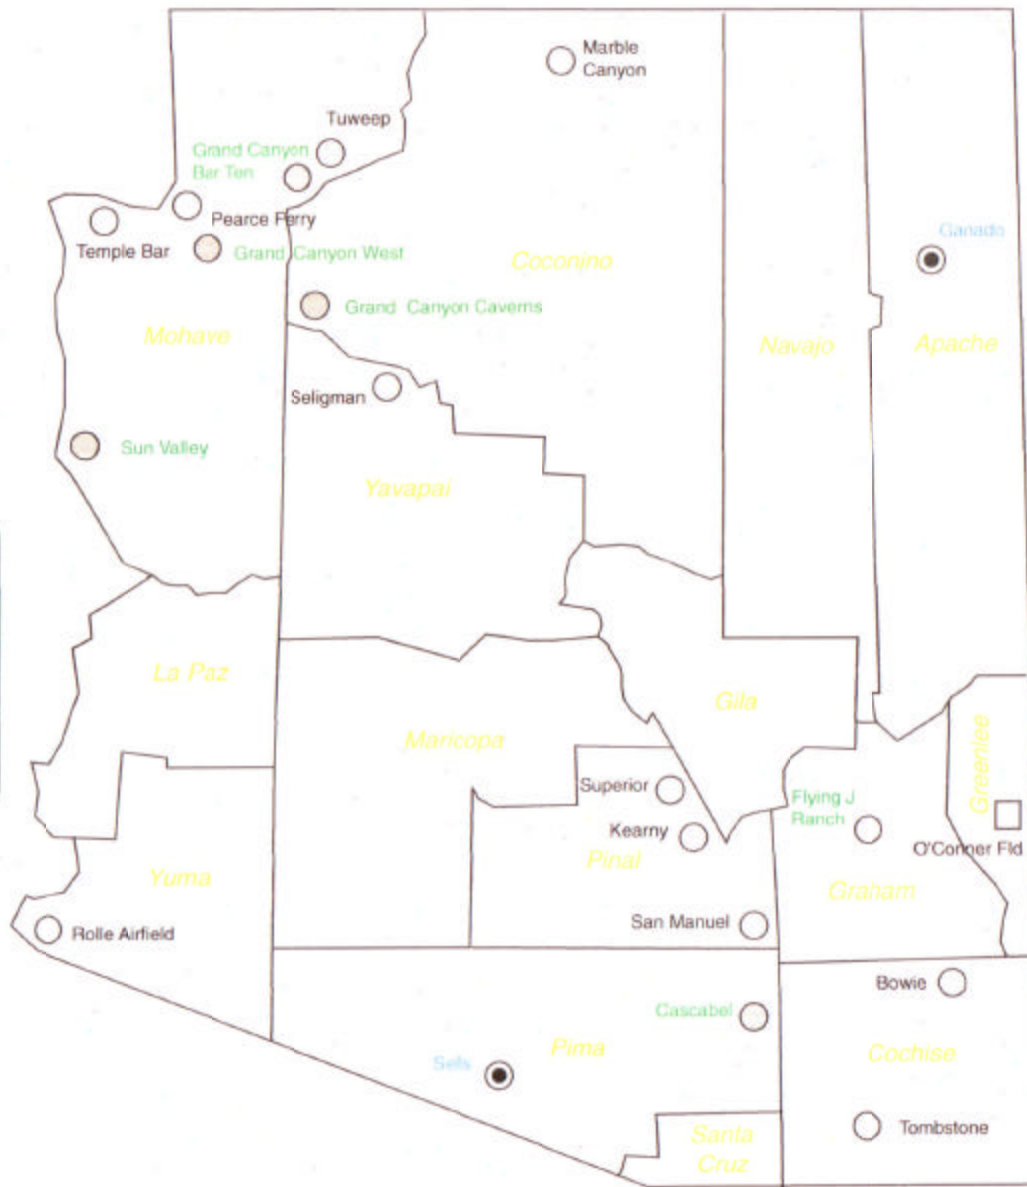 Marble
Canyon
Tuweep
Grand Canyon
Bar Ten
Pearce Ferry
Temple Bar
Grand Canyon West
Ganado
Coconino
Grand Canyon Caverns
Mohave
Navajo
Apache
Seligman
Sun Valley
Yavapai
La Paz
Gila
Maricopa
Greenlee
Superior
Flying J
Ranch
Kearny
O'Conner Fld
Pinal
Yuma
Graham
San Manuel
Rolle Airfield
Bowie
Cascabel
Pima
Cochise
Sells
Tombstone
Santa
Cruz